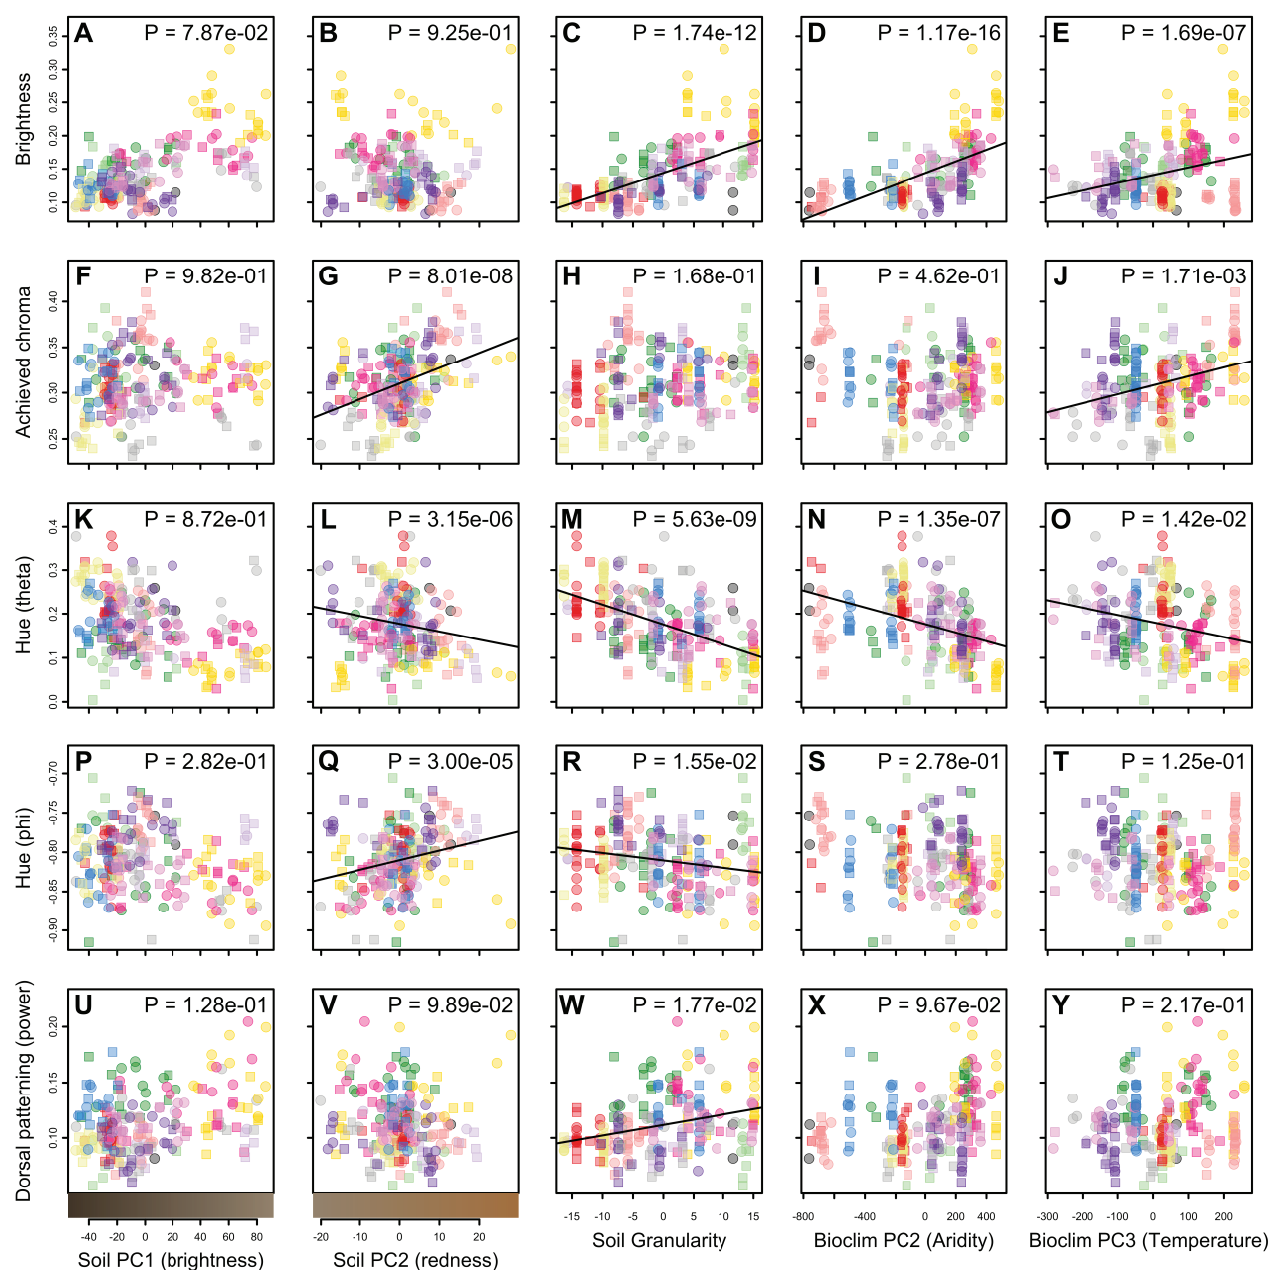 A P = 7.87e-02
B P = 9.25e-01
C P = 1.74e-12
D P = 1.17e-16
E P = 1.69e-07
Brightness
0.35
0.30
0.25
0.20
0.15
0.10
F P = 9.82e-01
G P = 8.01e-08
H P = 1.68e-01
I P = 4.62e-01
J P = 1.71e-03
Achieved chroma
0.40
0.35
0.30
0.25
K P = 8.72e-01
L P = 3.15e-06
M P = 5.63e-09
N P = 1.35e-07
O P = 1.42e-02
Hue (theta)
0.4
0.3
0.2
0.1
0.0
P P = 2.82e-01
Q P = 3.00e-05
R P = 1.55e-02
S P = 2.78e-01
T P = 1.25e-01
Hue (phi)
-0.70
-0.75
-0.80
-0.85
-0.90
U P = 1.28e-01
V P = 9.89e-02
W P = 1.77e-02
X P = 9.67e-02
Y P = 2.17e-01
Dorsal patterning (power)
0.20
0.15
0.10
-40 -20 0 20 40 60 80
-20 -10 0 10 20
-15 -10 -5 0 5 10 15
-800 -400 0 200 400
-300 -200 -100 0 100 200
Soil PC1 (brightness)
Scil PC2 (redness)
Soil Granularity
Bioclim PC2 (Aridity)
Bioclim PC3 (Temperature)